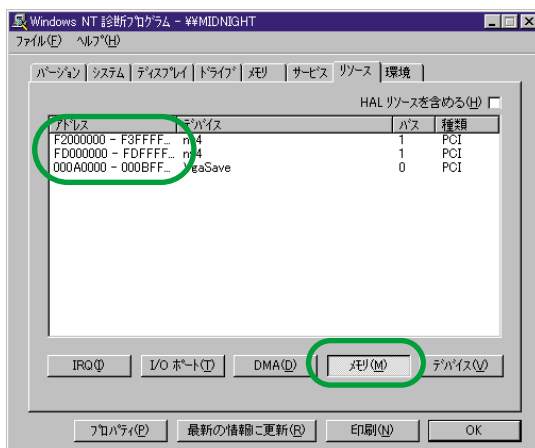 Windows NT 診断プログラム - ¥¥MIDNIGHT
ファイル(F) ヘルプ(H)
バージョン システム ディスプレイ ドライブ メモリ サービス リソース 環境
HAL リソースを含める(H)
アドレス デバイス バス 種類
F2000000 - F3FFFF... nv4 1 PCI
FD000000 - FDFFFF... nv4 1 PCI
000A0000 - 000BFF... VgaSave 0 PCI
IRQ(I) I/O ポート(T) DMA(D) メモリ(M) デバイス(V)
プロパティ(P) 最新の情報に更新(R) 印刷(N) OK